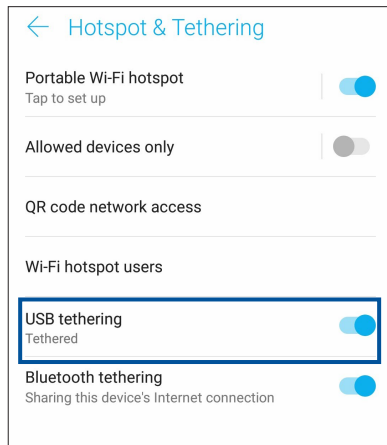 Hotspot & Tethering
Portable Wi-Fi hotspot
Tap to set up
Allowed devices only
QR code network access
Wi-Fi hotspot users
USB tethering
Tethered
Bluetooth tethering
Sharing this device's Internet connection